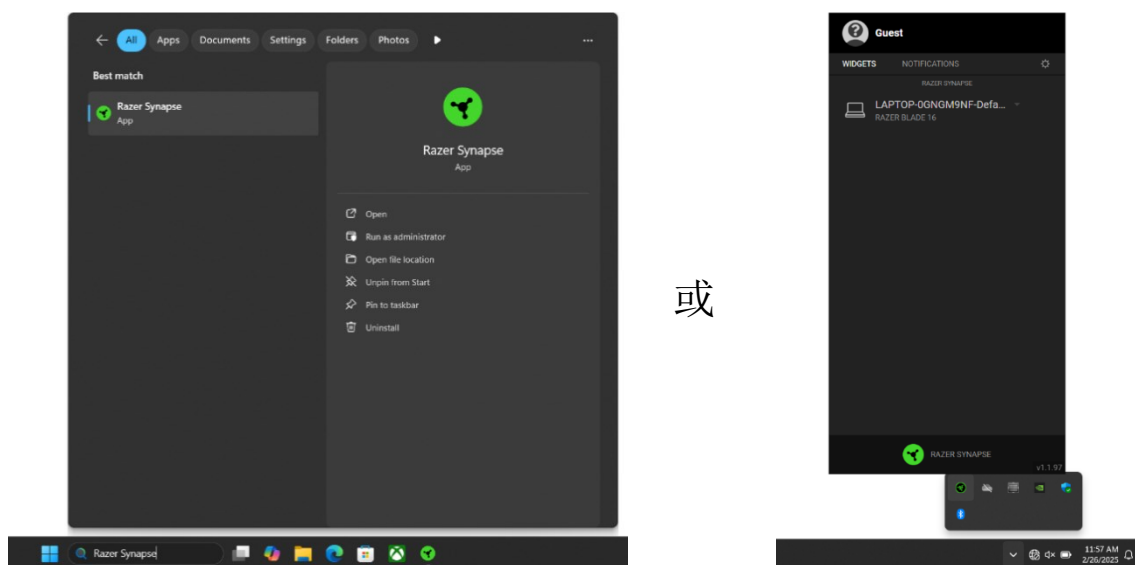 All Apps Documents Settings Folders Photos
Best match
Razer Synapse
App
Razer Synapse
App
Open
Run as administrator
Open file location
Unpin from Start
Pin to taskbar
Uninstall
Razer Synapse
或
Guest
WIDGETS NOTIFICATIONS
RAZER SYNAPSE
LAPTOP-0GNGM9NF-Defa...
RAZER BLADE 16
RAZER SYNAPSE
v1.1.97
11:57 AM
2/26/2025